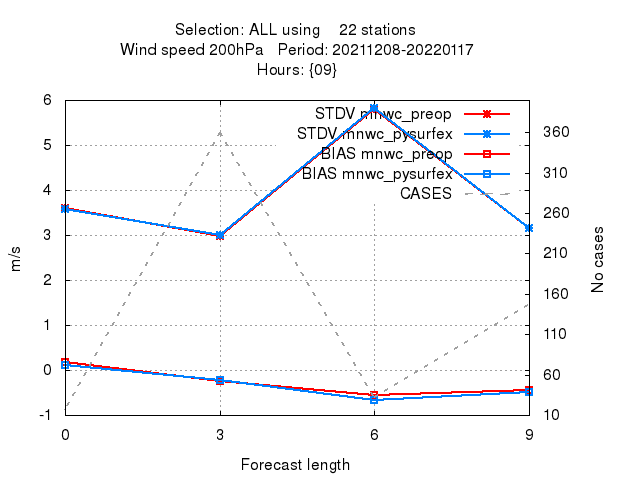 Selection: ALL using    22 stations
Wind speed 200hPa   Period: 20211208-20220117
Hours: {09}
STDV mnwc_preop
STDV mnwc_pysurfex
BIAS mnwc_preop
BIAS mnwc_pysurfex
CASES
6
5
4
3
2
1
0
-1
360
310
260
210
160
110
60
10
0 3 6 9
m/s
No cases
Forecast length